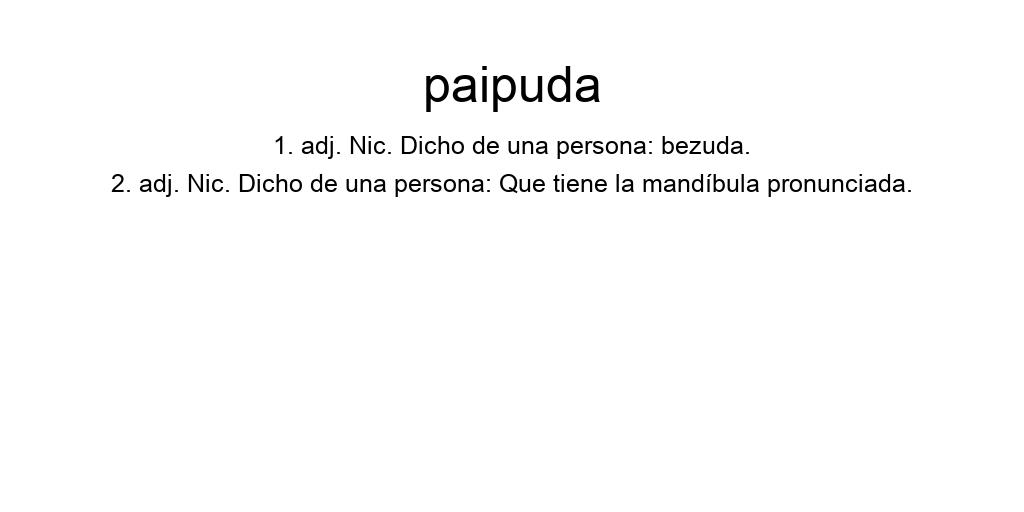 paipuda
1. adj. Nic. Dicho de una persona: bezuda.
2. adj. Nic. Dicho de una persona: Que tiene la mandíbula pronunciada.